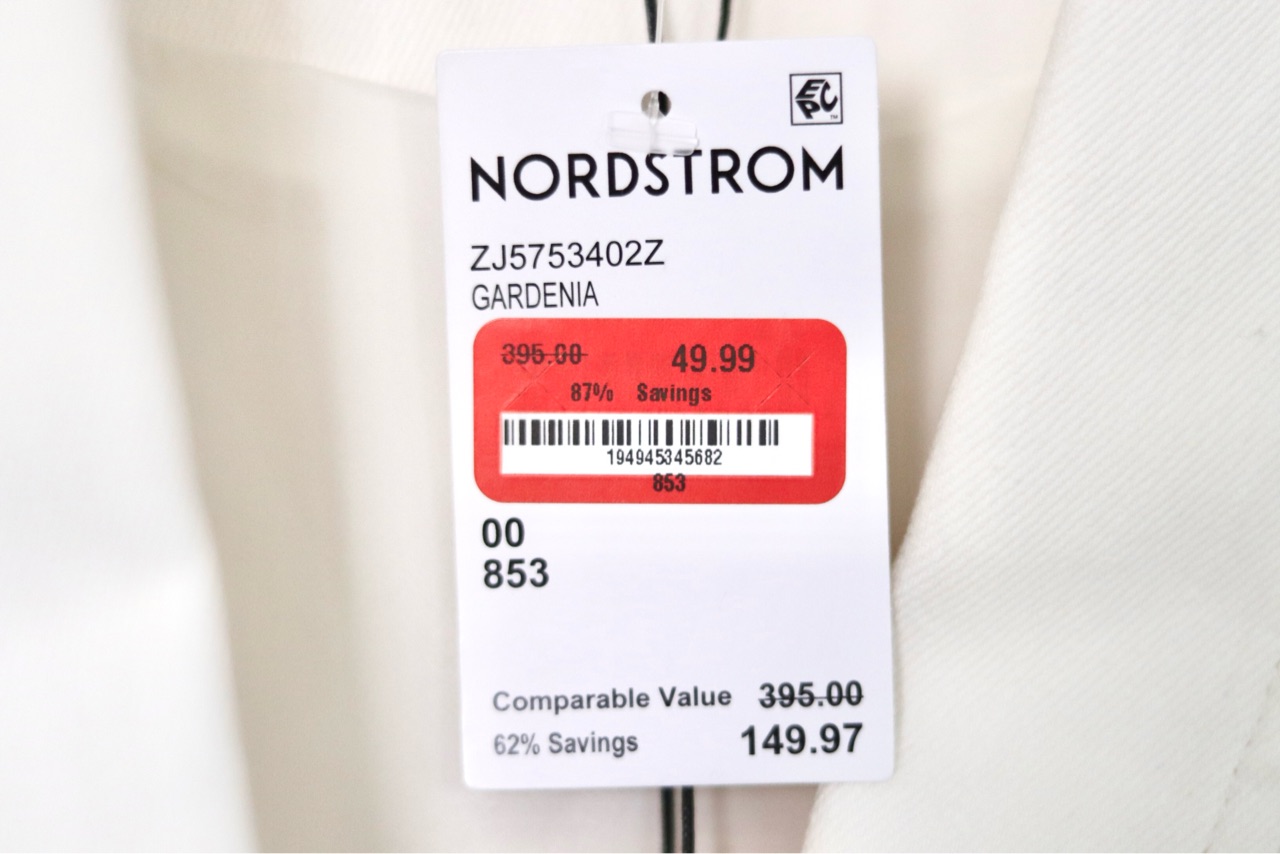 EPC™
NORDSTROM
ZJ5753402Z
GARDENIA
395.00 49.99
87% Savings
194945345682
853
00
853
Comparable Value 395.00
62% Savings 149.97